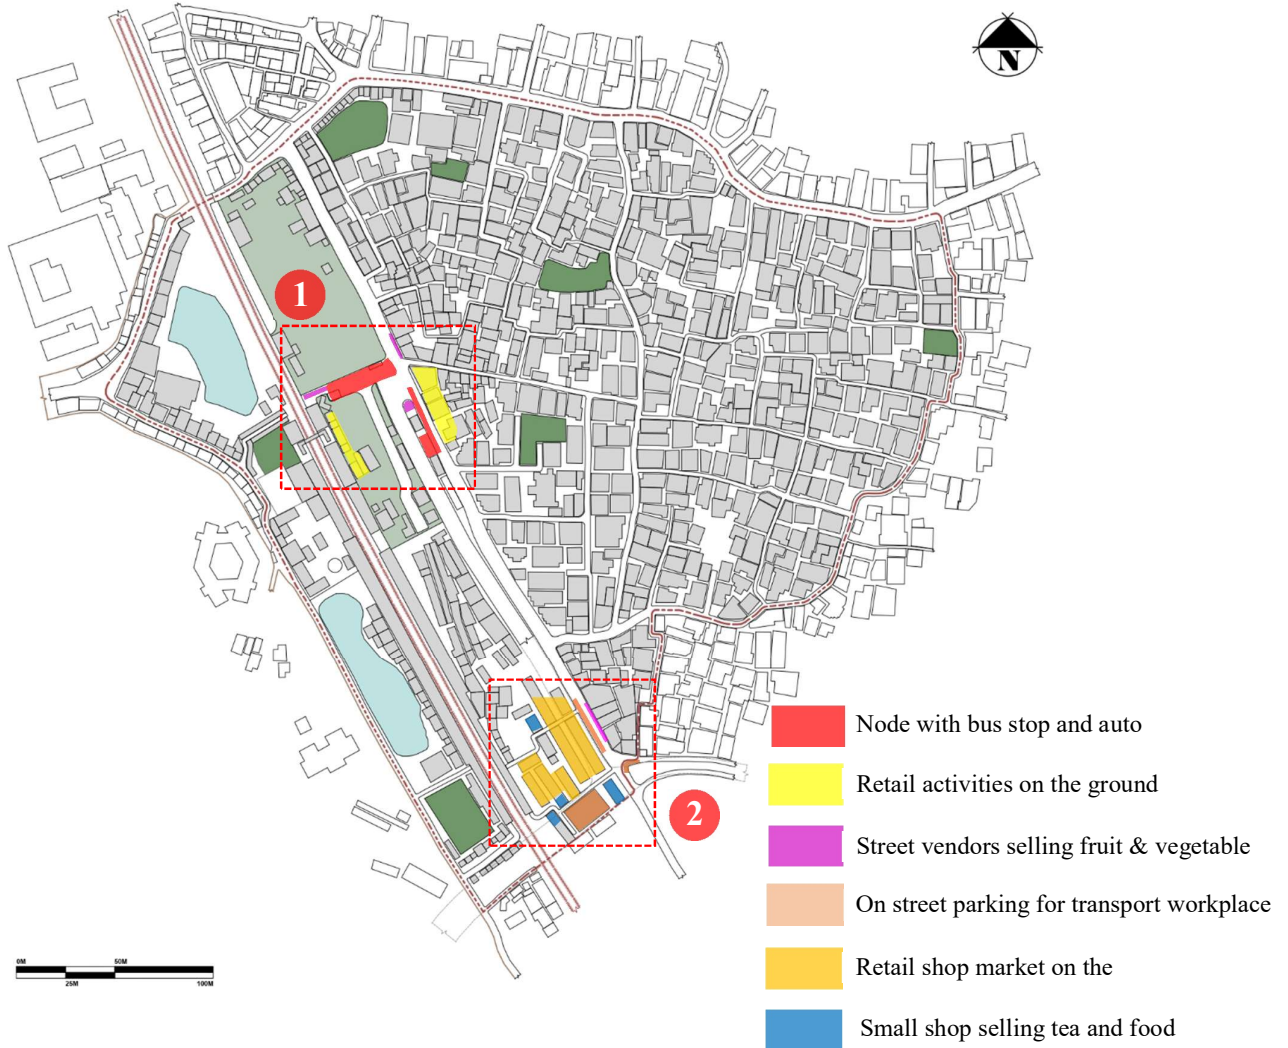 N
1
2
Node with bus stop and auto
Retail activities on the ground
Street vendors selling fruit & vegetable
On street parking for transport workplace
Retail shop market on the
Small shop selling tea and food
0M 50M
25M 100M